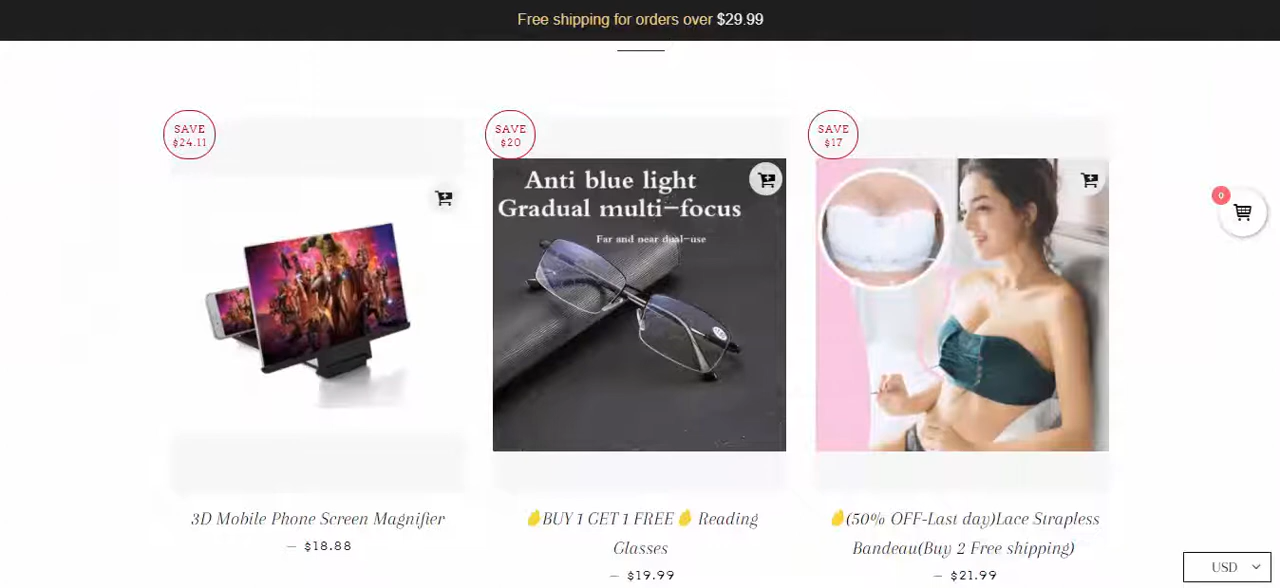 Free shipping for orders over $29.99
SAVE
$24.11
SAVE
$20
SAVE
$17
Anti blue light
Gradual multi-focus
Far and near dual-use
0
3D Mobile Phone Screen Magnifier
— $18.88
BUY 1 GET 1 FREE Reading
Glasses
— $19.99
(50% OFF-Last day)Lace Strapless
Bandeau(Buy 2 Free shipping)
— $21.99
USD